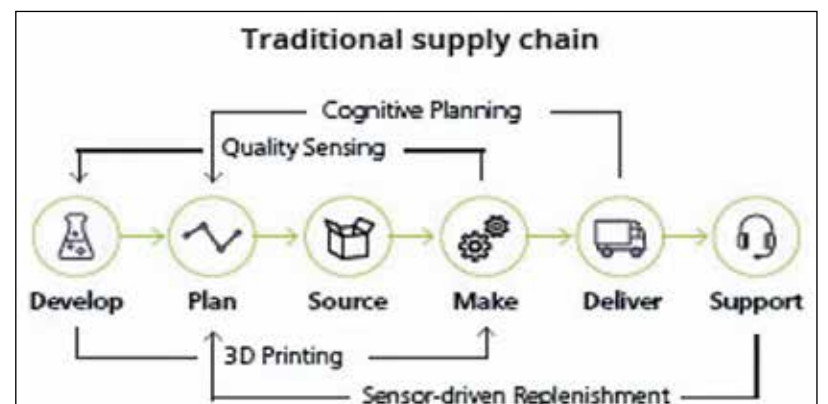 Traditional supply chain
Cognitive Planning
Quality Sensing
Develop Plan Source Make Deliver Support
3D Printing
Sensor-driven Replenishment